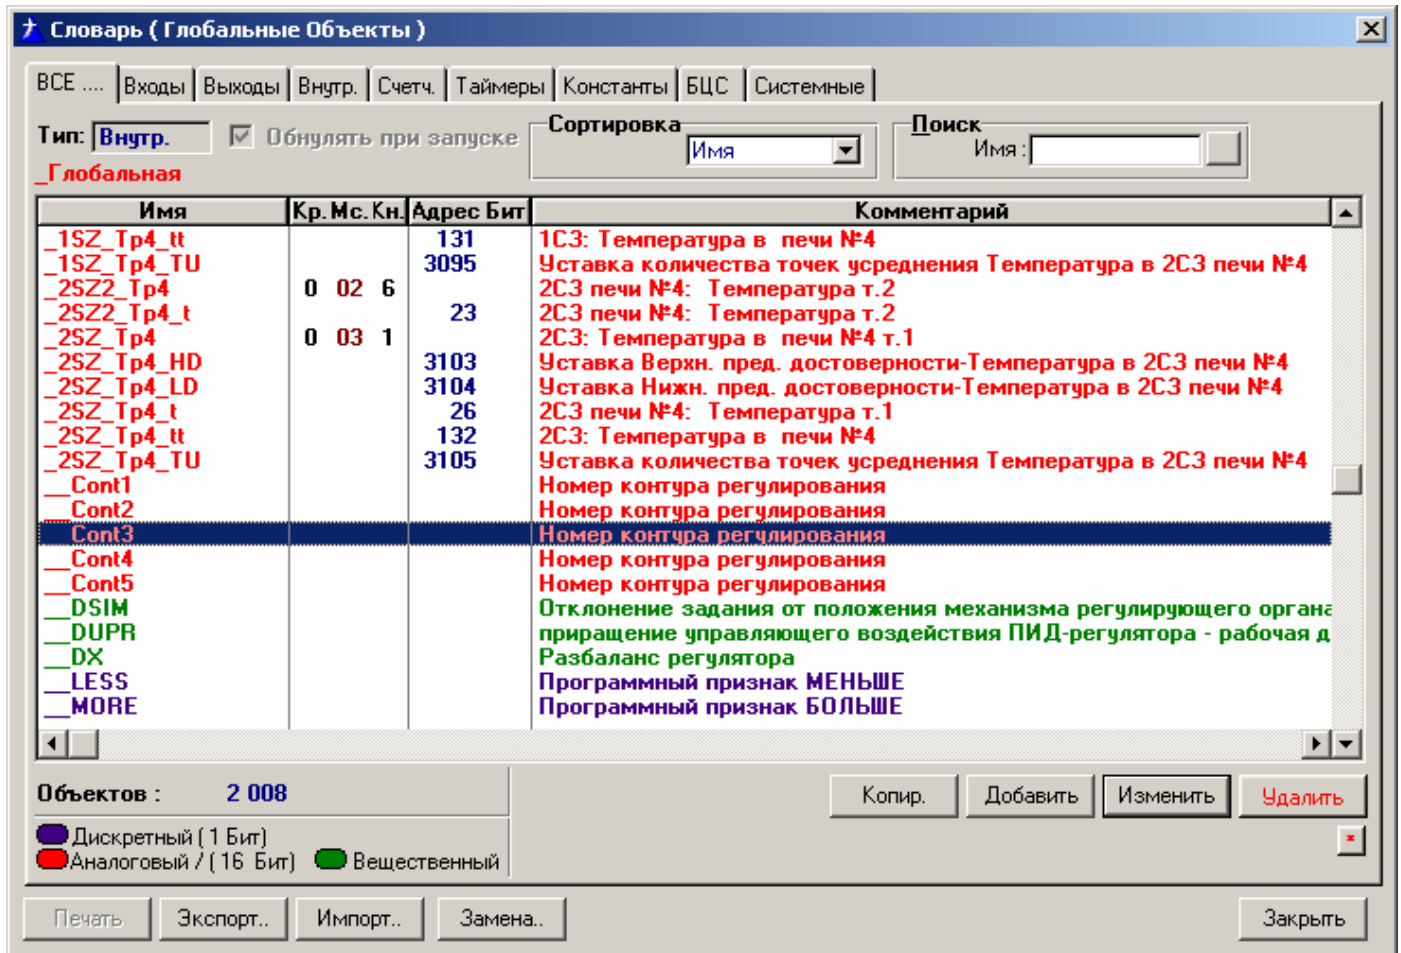 Словарь ( Глобальные Объекты )
ВСЕ .... Входы Выходы Внутр. Счетч. Таймеры Константы БЦС Системные
Тип: Внутр. Обнулять при запуске Сортировка Имя Поиск Имя :
_Глобальная
Имя Кр. Мс. Кн. Адрес Бит Комментарий
_1SZ_Tp4_tt 131 1СЗ: Температура в печи №4
_1SZ_Tp4_TU 3095 Уставка количества точек усреднения Температура в 2СЗ печи №4
_2SZ2_Tp4 0 02 6 2СЗ печи №4: Температура т.2
_2SZ2_Tp4_t 23 2СЗ печи №4: Температура т.2
_2SZ_Tp4 0 03 1 2СЗ: Температура в печи №4 т.1
_2SZ_Tp4_HD 3103 Уставка Верхн. пред. достоверности-Температура в 2СЗ печи №4
_2SZ_Tp4_LD 3104 Уставка Нижн. пред. достоверности-Температура в 2СЗ печи №4
_2SZ_Tp4_t 26 2СЗ печи №4: Температура т.1
_2SZ_Tp4_tt 132 2СЗ: Температура в печи №4
_2SZ_Tp4_TU 3105 Уставка количества точек усреднения Температура в 2СЗ печи №4
__Cont1 Номер контура регулирования
__Cont2 Номер контура регулирования
__Cont3 Номер контура регулирования
__Cont4 Номер контура регулирования
__Cont5 Номер контура регулирования
__DSIM Отклонение задания от положения механизма регулирующего органа
__DUPR приращение управляющего воздействия ПИД-регулятора - рабочая д
__DX Разбаланс регулятора
__LESS Программный признак МЕНЬШЕ
__MORE Программный признак БОЛЬШЕ
Объектов : 2 008
Копир. Добавить Изменить Удалить
Дискретный ( 1 Бит)
Аналоговый / ( 16 Бит) Вещественный
*
Печать Экспорт.. Импорт.. Замена.. Закрыть